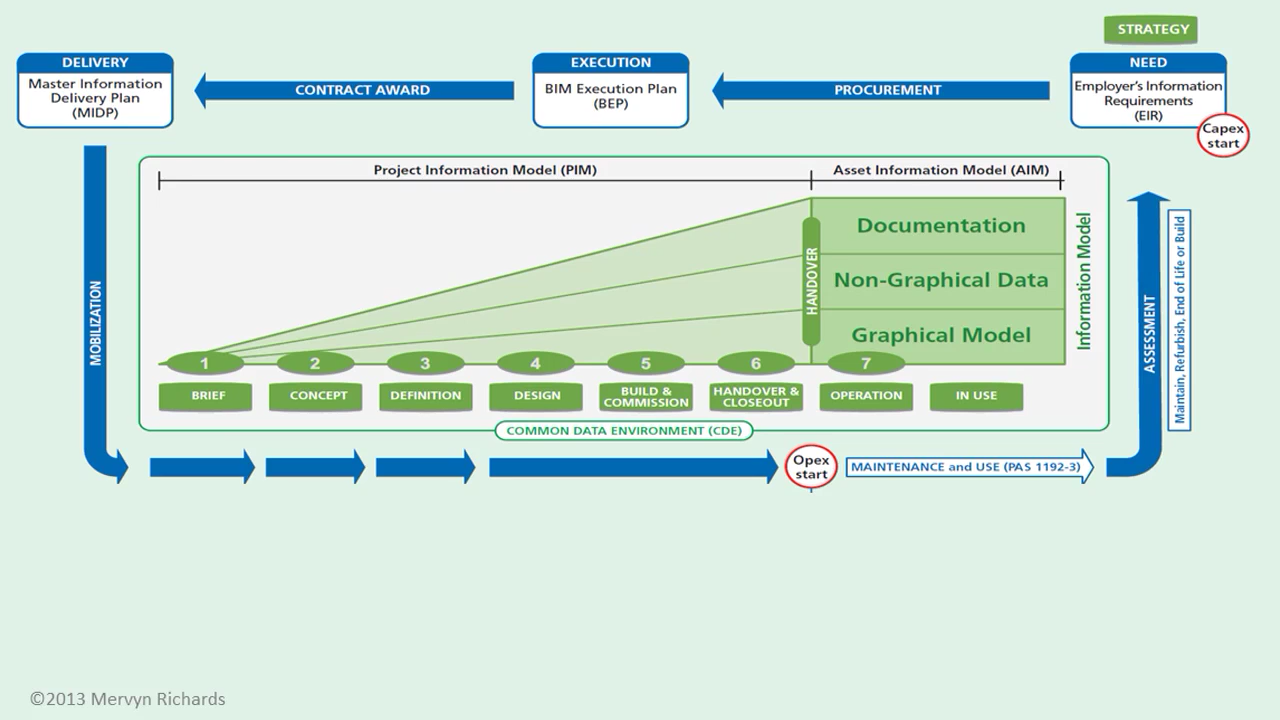 STRATEGY
DELIVERY
Master Information
Delivery Plan
(MIDP)
CONTRACT AWARD
EXECUTION
BIM Execution Plan
(BEP)
PROCUREMENT
NEED
Employer's Information
Requirements
(EIR)
Capex
start
Project Information Model (PIM)
Asset Information Model (AIM)
Documentation
Non-Graphical Data
Graphical Model
HANDOVER
Information Model
MOBILIZATION
ASSESSMENT
Maintain, Refurbish, End of Life or Build
1
2
3
4
5
6
7
BRIEF
CONCEPT
DEFINITION
DESIGN
BUILD &
COMMISSION
HANDOVER &
CLOSEOUT
OPERATION
IN USE
COMMON DATA ENVIRONMENT (CDE)
Opex
start
MAINTENANCE and USE (PAS 1192-3)
©2013 Mervyn Richards